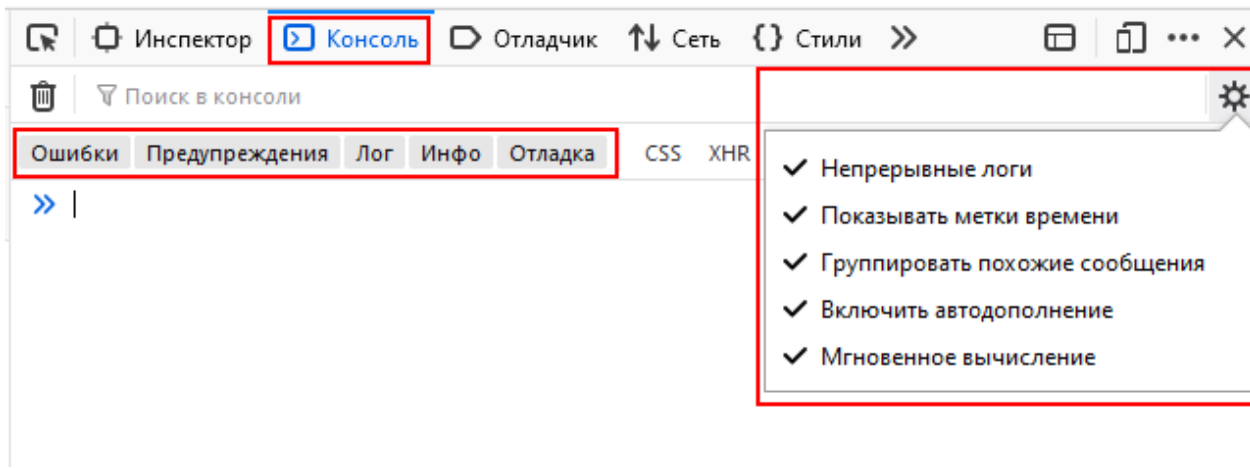 Инспектор Консоль Отладчик Сеть {} Стили
Поиск в консоли
Ошибки Предупреждения Лог Инфо Отладка CSS XHR
Непрерывные логи
Показывать метки времени
Группировать похожие сообщения
Включить автодополнение
Мгновенное вычисление